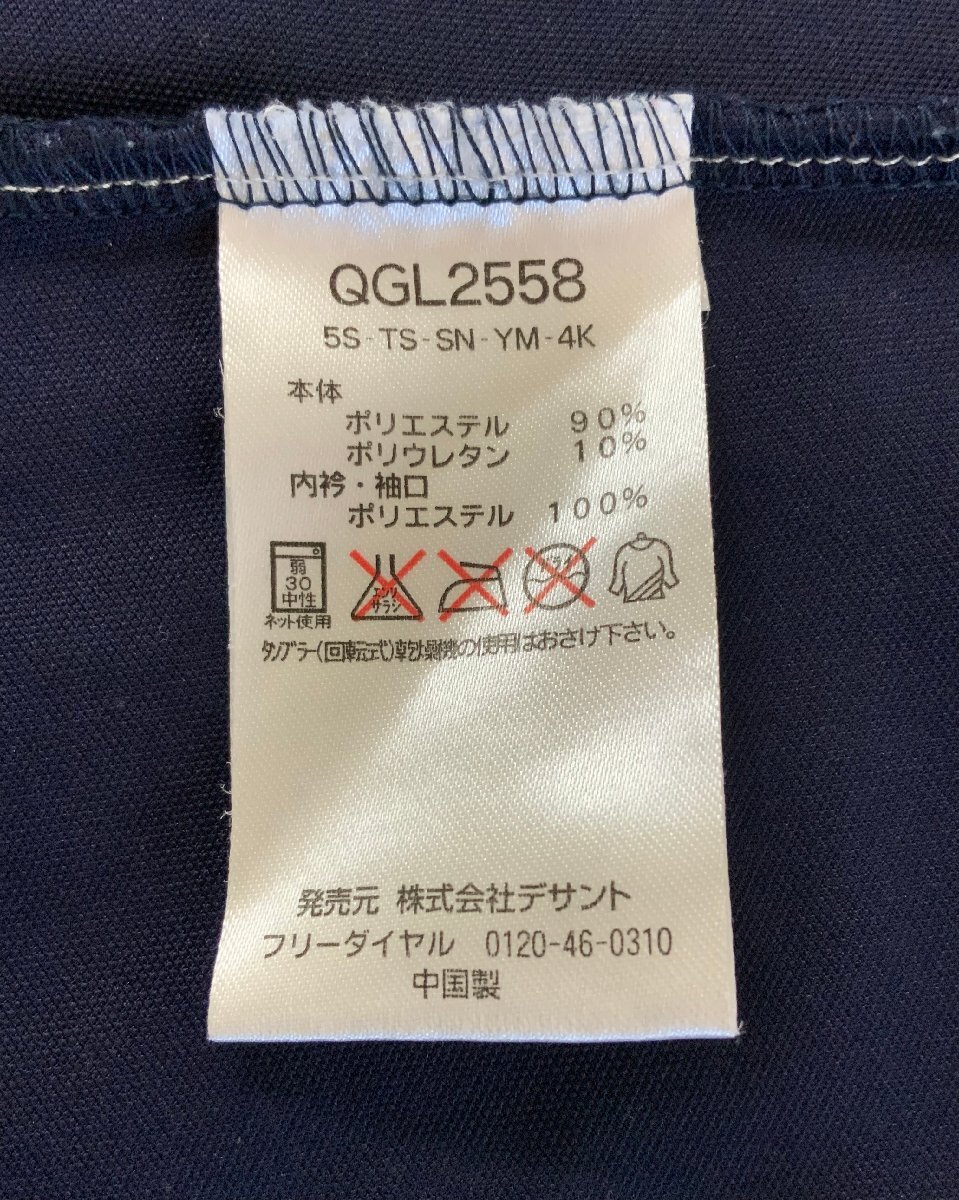 QGL2558
5S-TS-SN-YM-4K
本体
ポリエステル 90%
ポリウレタン 10%
内衿・袖口
ポリエステル 100%
弱
30
中性
エンソ
サラシ
ネット使用
タンブラー(回転式)乾燥機の使用はおさけ下さい。
発売元 株式会社デサント
フリーダイヤル 0120-46-0310
中国製